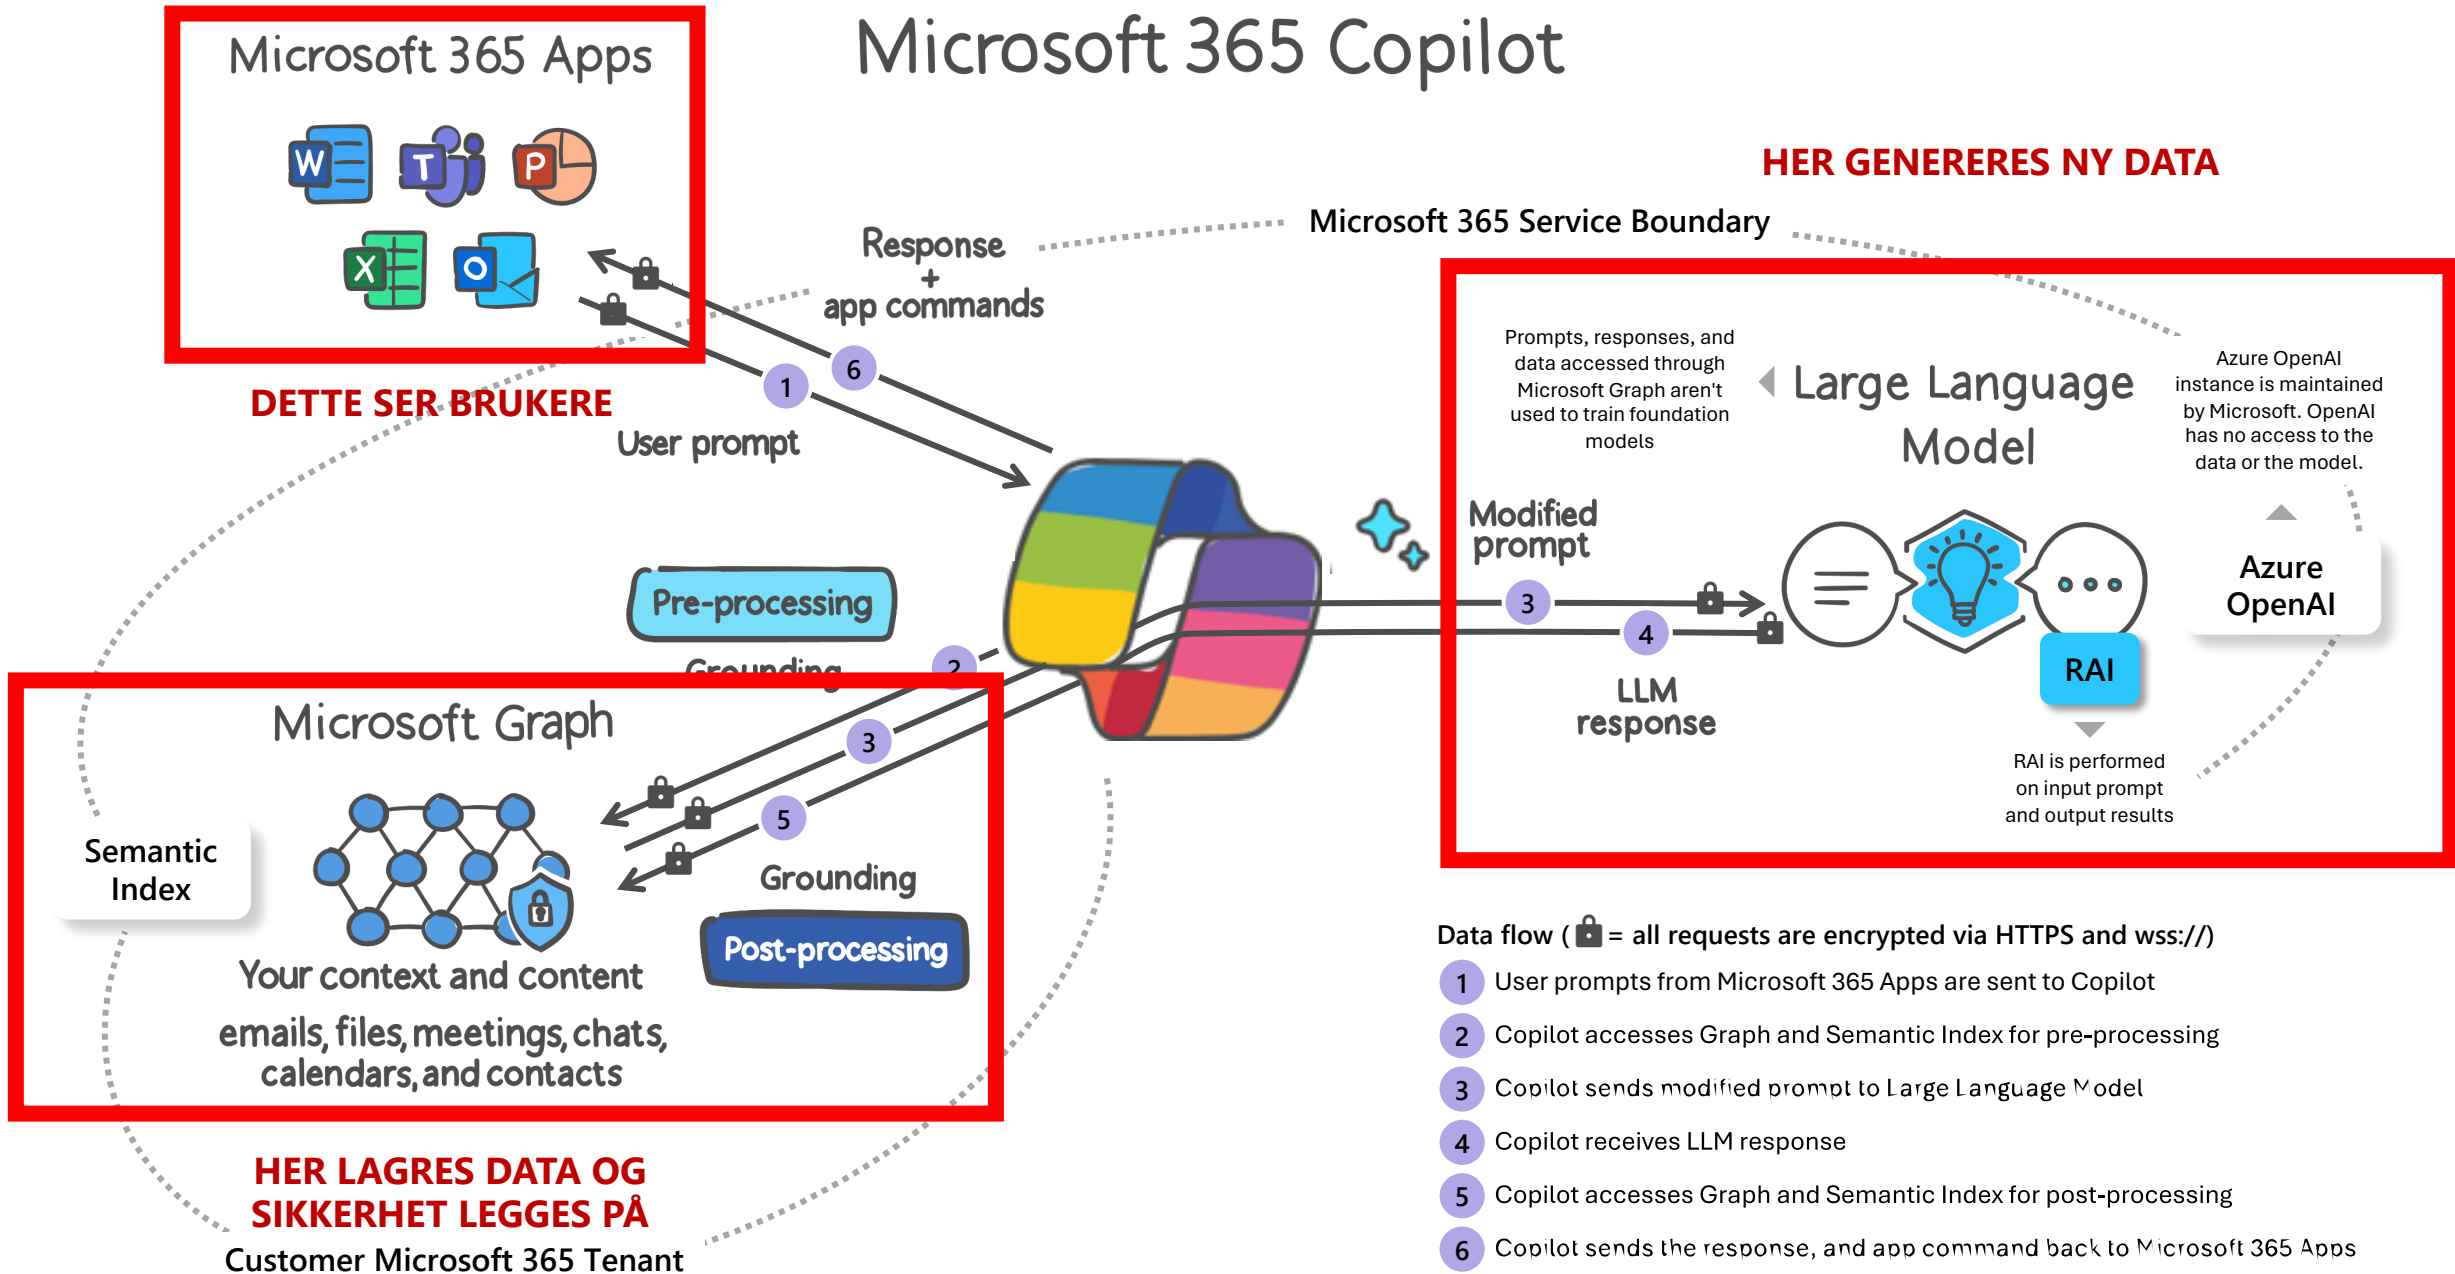 Microsoft 365 Copilot
Microsoft 365 Apps
W
T
P
X
O
DETTE SER BRUKERE
HER GENERERES NY DATA
Microsoft 365 Service Boundary
Response
+
app commands
6
1
User prompt
Prompts, responses, and
data accessed through
Microsoft Graph aren't
used to train foundation
models
Large Language
Model
Azure OpenAI
instance is maintained
by Microsoft. OpenAI
has no access to the
data or the model.
Modified
prompt
3
4
LLM
response
Azure
OpenAI
RAI
RAI is performed
on input prompt
and output results
Pre-processing
Grounding
2
Microsoft Graph
3
5
Semantic
Index
Grounding
Post-processing
Your context and content
emails, files, meetings, chats,
calendars, and contacts
HER LAGRES DATA OG
SIKKERHET LEGGES PÅ
Customer Microsoft 365 Tenant
Data flow ( = all requests are encrypted via HTTPS and wss://)
1 User prompts from Microsoft 365 Apps are sent to Copilot
2 Copilot accesses Graph and Semantic Index for pre-processing
3 Copilot sends modified prompt to Large Language Model
4 Copilot receives LLM response
5 Copilot accesses Graph and Semantic Index for post-processing
6 Copilot sends the response, and app command back to Microsoft 365 Apps